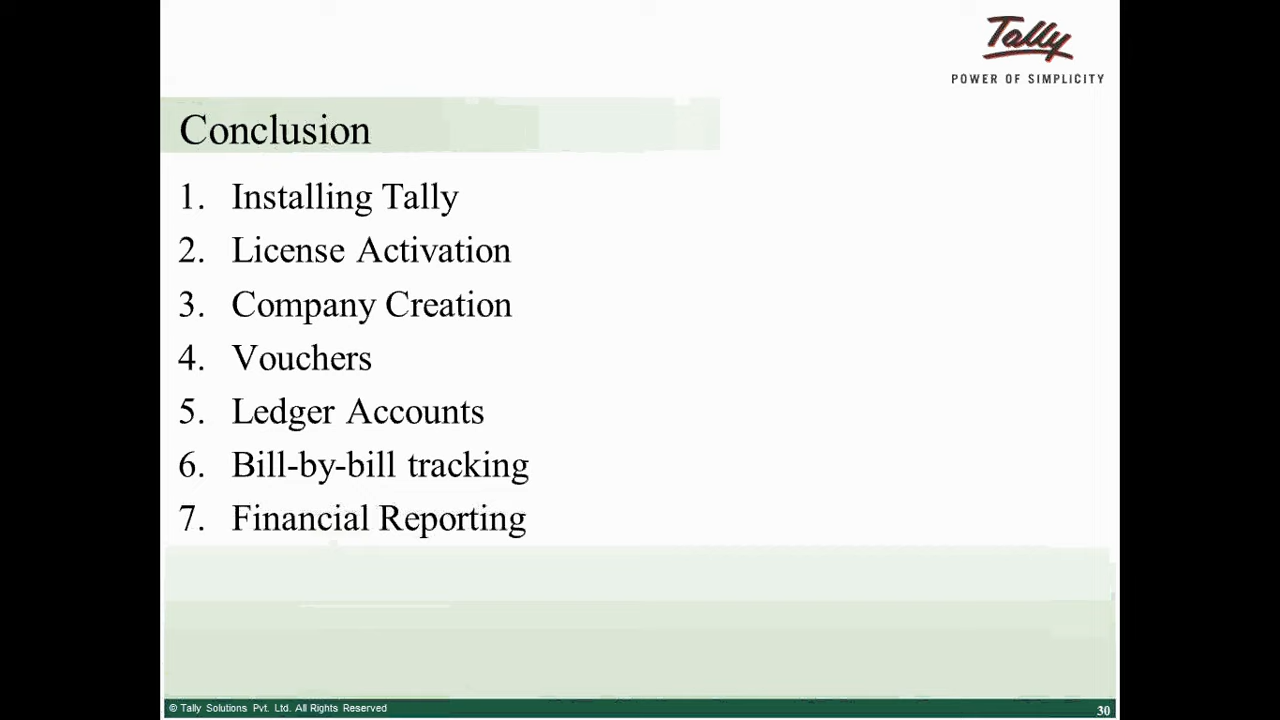 Tally
POWER OF SIMPLICITY
Conclusion
1. Installing Tally
2. License Activation
3. Company Creation
4. Vouchers
5. Ledger Accounts
6. Bill-by-bill tracking
7. Financial Reporting
© Tally Solutions Pvt. Ltd. All Rights Reserved
30